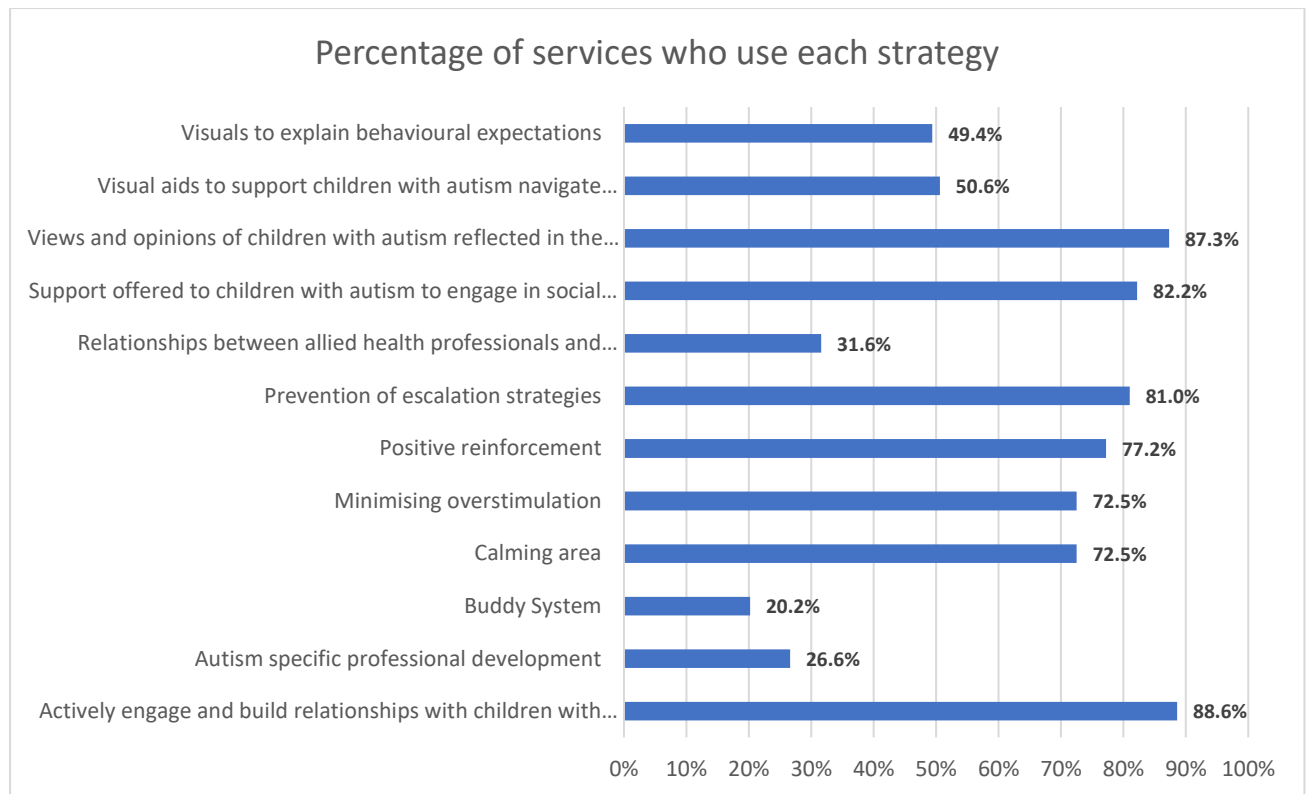 Percentage of services who use each strategy
Visuals to explain behavioural expectations 49.4%
Visual aids to support children with autism navigate... 50.6%
Views and opinions of children with autism reflected in the... 87.3%
Support offered to children with autism to engage in social... 82.2%
Relationships between allied health professionals and... 31.6%
Prevention of escalation strategies 81.0%
Positive reinforcement 77.2%
Minimising overstimulation 72.5%
Calming area 72.5%
Buddy System 20.2%
Autism specific professional development 26.6%
Actively engage and build relationships with children with... 88.6%
0% 10% 20% 30% 40% 50% 60% 70% 80% 90% 100%